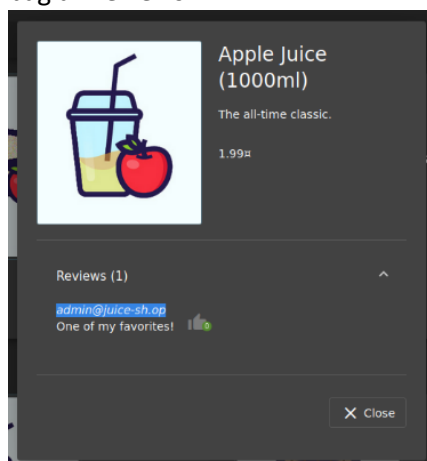 Apple Juice
(1000ml)
The all-time classic.
1.99¤
Reviews (1)
admin@juice-sh.op
One of my favorites!
0
Close